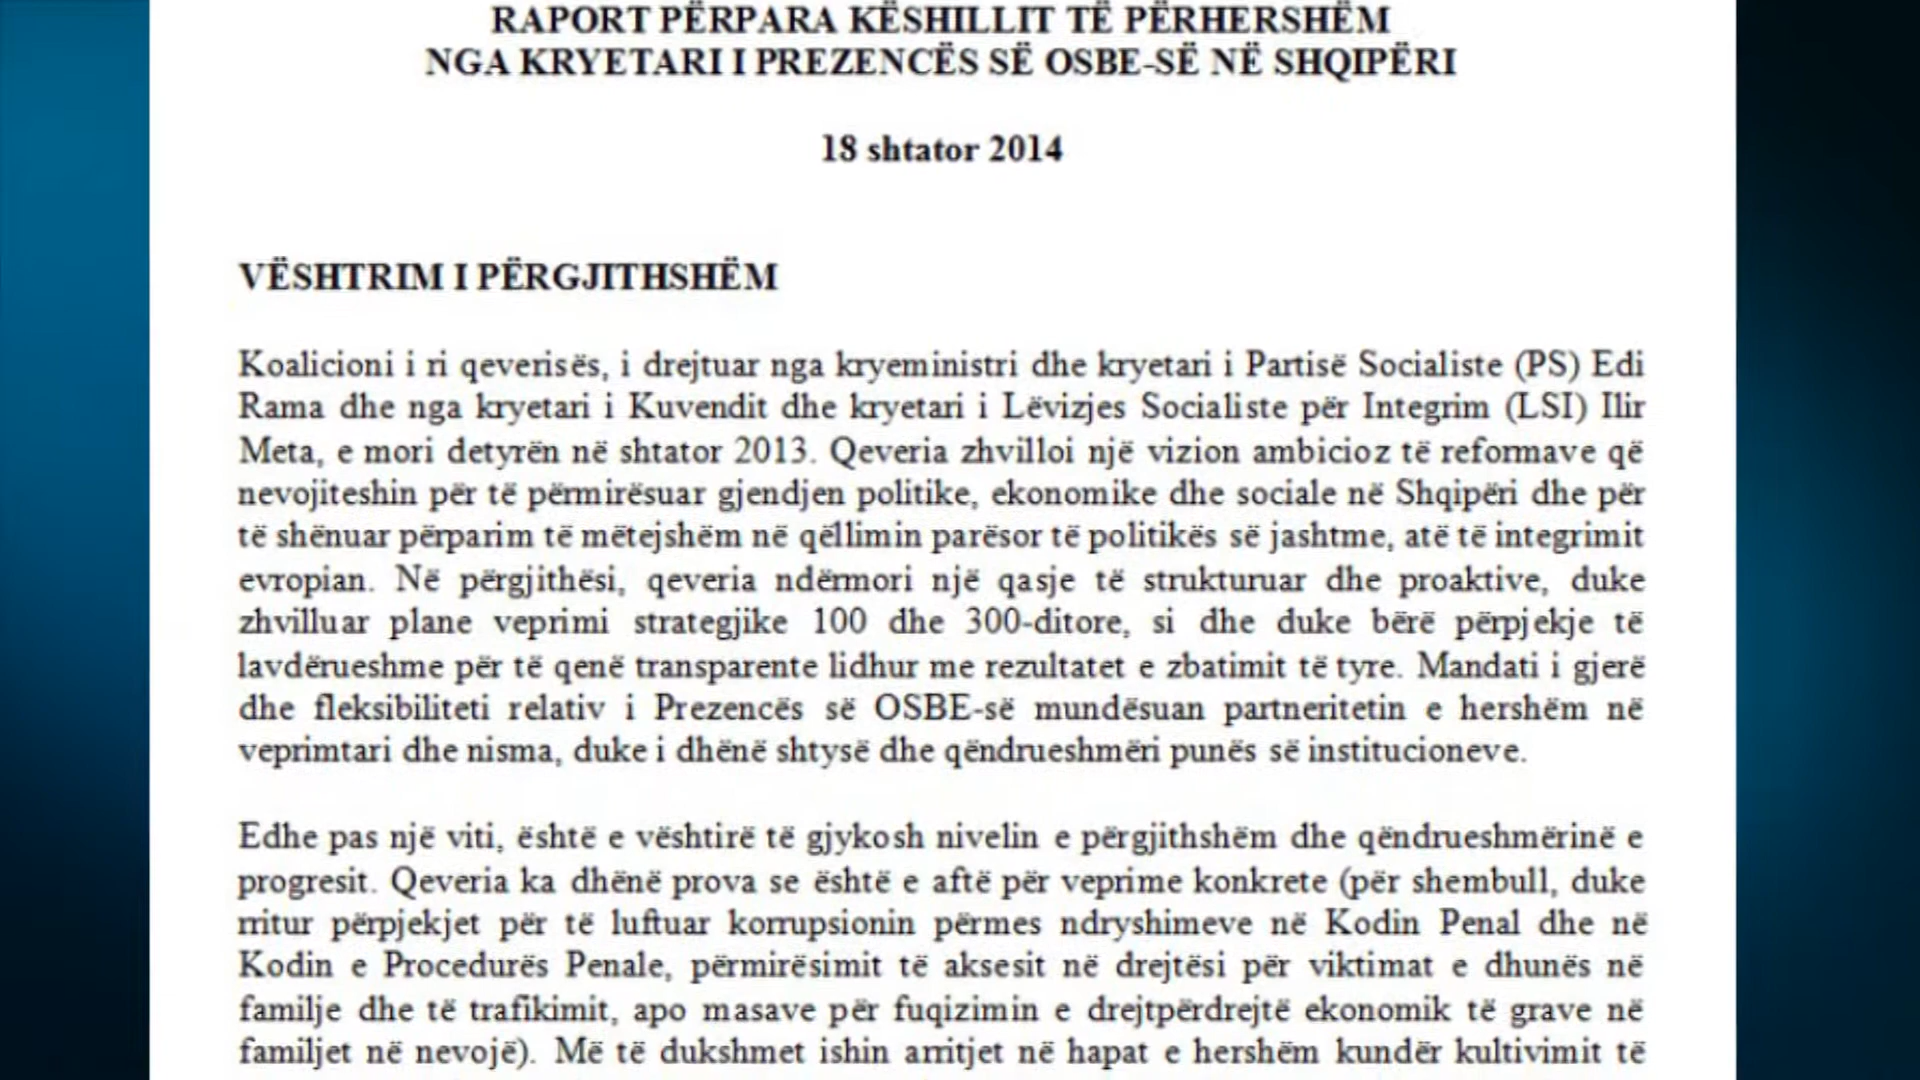 RAPORT PËRPARA KËSHILLIT TË PËRHERSHËM
NGA KRYETARI I PREZENCËS SË OSBE-SË NË SHQIPËRI
18 shtator 2014
VËSHTRIM I PËRGJITHSHËM
Koalicioni i ri qeverisës, i drejtuar nga kryeministri dhe kryetari i Partisë Socialiste (PS) Edi
Rama dhe nga kryetari i Kuvendit dhe kryetari i Lëvizjes Socialiste për Integrim (LSI) Ilir
Meta, e mori detyrën në shtator 2013. Qeveria zhvilloi një vizion ambicioz të reformave që
nevojiteshin për të përmirësuar gjendjen politike, ekonomike dhe sociale në Shqipëri dhe për
të shënuar përparim të mëtejshëm në qëllimin parësor të politikës së jashtme, atë të integrimit
evropian. Në përgjithësi, qeveria ndërmori një qasje të strukturuar dhe proaktive, duke
zhvilluar plane veprimi strategjike 100 dhe 300-ditore, si dhe duke bërë përpjekje të
lavdërueshme për të qenë transparente lidhur me rezultatet e zbatimit të tyre. Mandati i gjerë
dhe fleksibiliteti relativ i Prezencës së OSBE-së mundësuan partneritetin e hershëm në
veprimtari dhe nisma, duke i dhënë shtysë dhe qëndrueshmëri punës së institucioneve.
Edhe pas një viti, është e vështirë të gjykosh nivelin e përgjithshëm dhe qëndrueshmërinë e
progresit. Qeveria ka dhënë prova se është e aftë për veprime konkrete (për shembull, duke
rritur përpjekjet për të luftuar korrupsionin përmes ndryshimeve në Kodin Penal dhe në
Kodin e Procedurës Penale, përmirësimit të aksesit në drejtësi për viktimat e dhunës në
familje dhe të trafikimit, apo masave për fuqizimin e drejtpërdrejtë ekonomik të grave në
familjet në nevojë). Më të dukshmet ishin arritjet në hapat e hershëm kundër kultivimit të